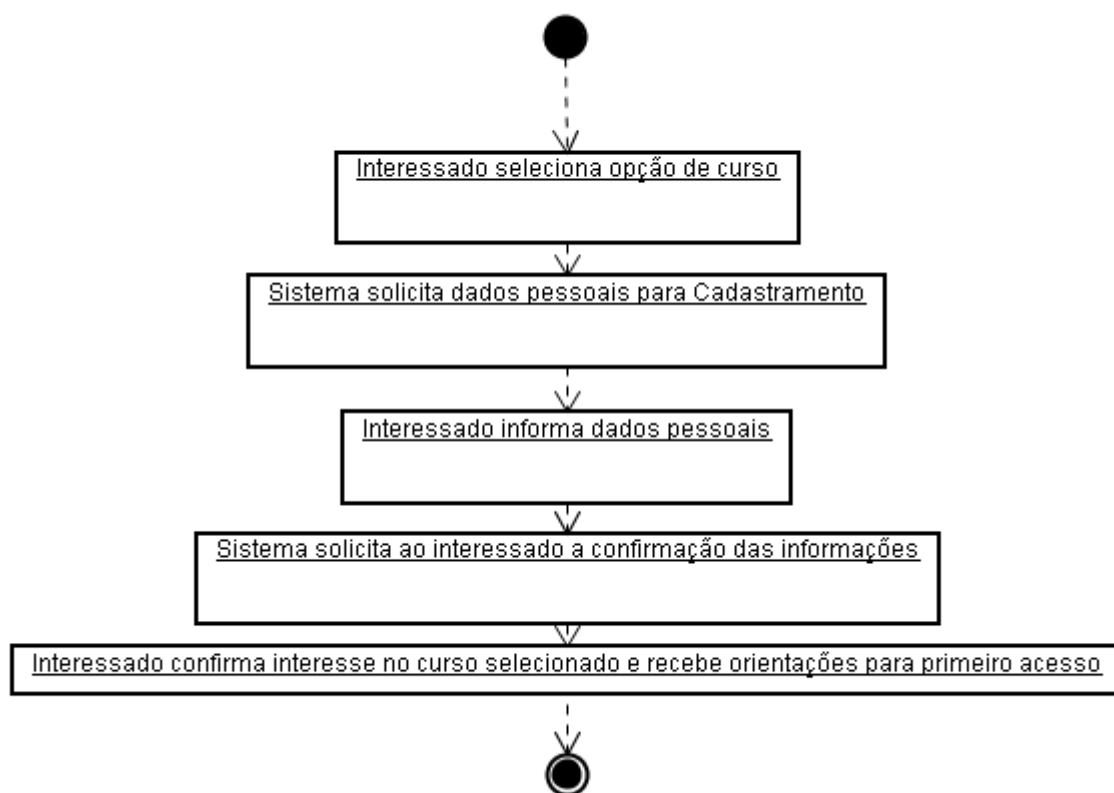 Interessado seleciona opção de curso
Sistema solicita dados pessoais para Cadastramento
Interessado informa dados pessoais
Sistema solicita ao interessado a confirmação das informações
Interessado confirma interesse no curso selecionado e recebe orientações para primeiro acesso